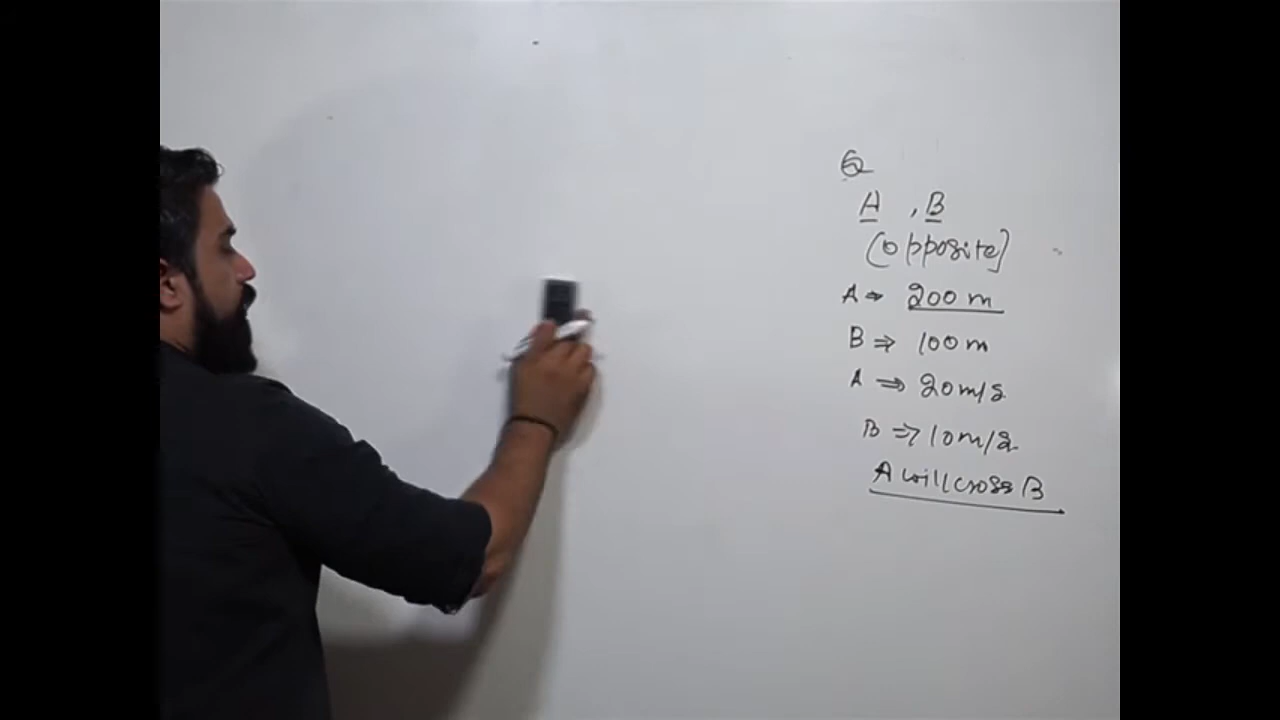 Q
A , B
(opposite]
A ⇒ 200 m
B ⇒ 100 m
A ⇒ 20 m/s
B ⇒ 10 m/s
A will cross B